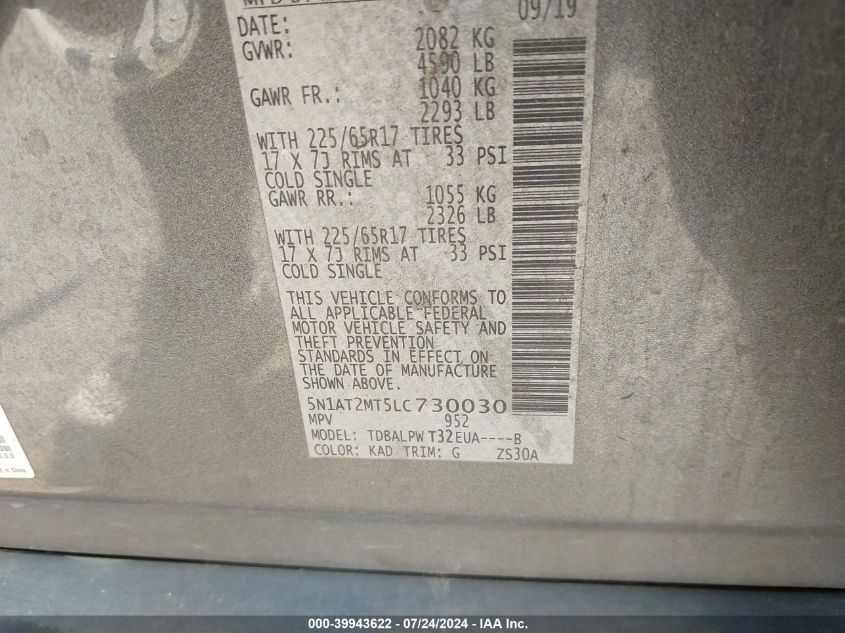 09/19
DATE:
GVWR: 2082 KG
4590 LB
GAWR FR.: 1040 KG
2293 LB
WITH 225/65R17 TIRES
17 X 7J RIMS AT 33 PSI
COLD SINGLE
GAWR RR.: 1055 KG
2326 LB
WITH 225/65R17 TIRES
17 X 7J RIMS AT 33 PSI
COLD SINGLE
THIS VEHICLE CONFORMS TO
ALL APPLICABLE FEDERAL
MOTOR VEHICLE SAFETY AND
THEFT PREVENTION
STANDARDS IN EFFECT ON
THE DATE OF MANUFACTURE
SHOWN ABOVE.
5N1AT2MT5LC730030
MPV 952
MODEL: TDBALPW T32EUA----B
COLOR: KAD TRIM: G ZS30A
000-39943622 / 07/24/2024 - IAA Inc.